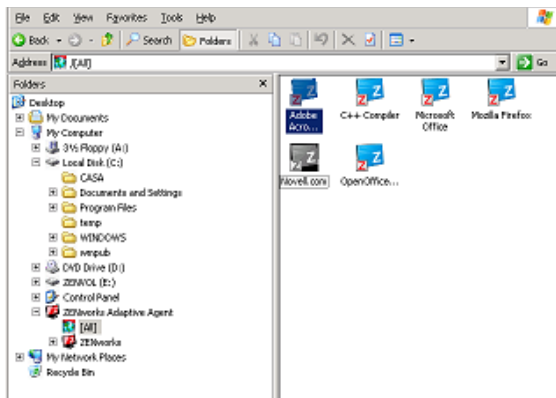 File Edit View Favorites Tools Help
Back Search Folders
Address /[All] Go
Folders
Desktop
My Documents
My Computer
3½ Floppy (A:)
Local Disk (C:)
CASA
Documents and Settings
Program Files
temp
WINDOWS
wmpub
DVD Drive (D:)
ZENVOL (E:)
Control Panel
ZENworks Adaptive Agent
[All]
ZENworks
My Network Places
Recycle Bin
Adobe Acro... C++ Compiler Microsoft Office Mozilla Firefox
Novell.com OpenOffice...